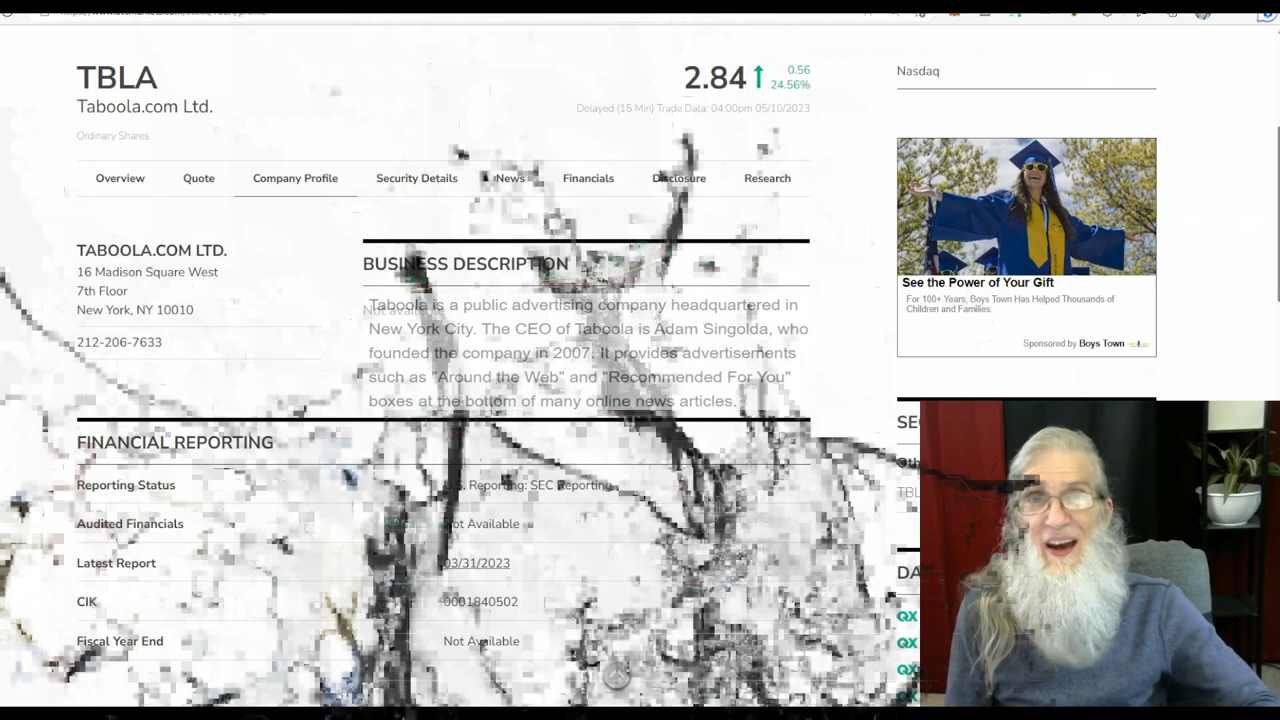 TBLA
Taboola.com Ltd.
Ordinary Shares
2.84
0.56
24.56%
Delayed (15 Min) Trade Data: 04:00pm 05/10/2023
Nasdaq
Overview
Quote
Company Profile
Security Details
News
Financials
Disclosure
Research
TABOOLA.COM LTD.
16 Madison Square West
7th Floor
New York, NY 10010
212-206-7633
BUSINESS DESCRIPTION
Taboola is a public advertising company headquartered in
New York City. The CEO of Taboola is Adam Singolda, who
founded the company in 2007. It provides advertisements
such as "Around the Web" and "Recommended For You"
boxes at the bottom of many online news articles.
See the Power of Your Gift
For 100+ Years, Boys Town Has Helped Thousands of
Children and Families.
Sponsored by Boys Town
FINANCIAL REPORTING
Reporting Status
U.S. Reporting: SEC Reporting
Audited Financials
Not Available
Latest Report
03/31/2023
CIK
0001840502
Fiscal Year End
Not Available